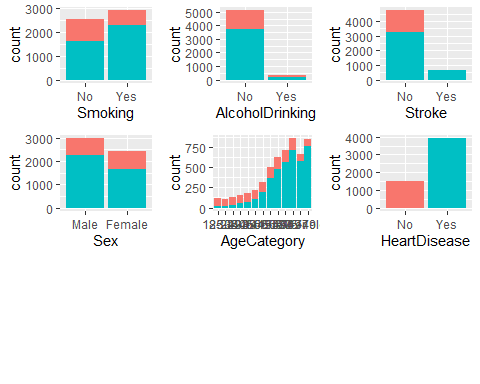 count
3000
2000
1000
0
No Yes
Smoking
count
5000
4000
3000
2000
1000
0
No Yes
AlcoholDrinking
count
4000
3000
2000
1000
0
No Yes
Stroke
count
3000
2000
1000
0
Male Female
Sex
count
750
500
250
0
AgeCategory
count
4000
3000
2000
1000
0
No Yes
HeartDisease